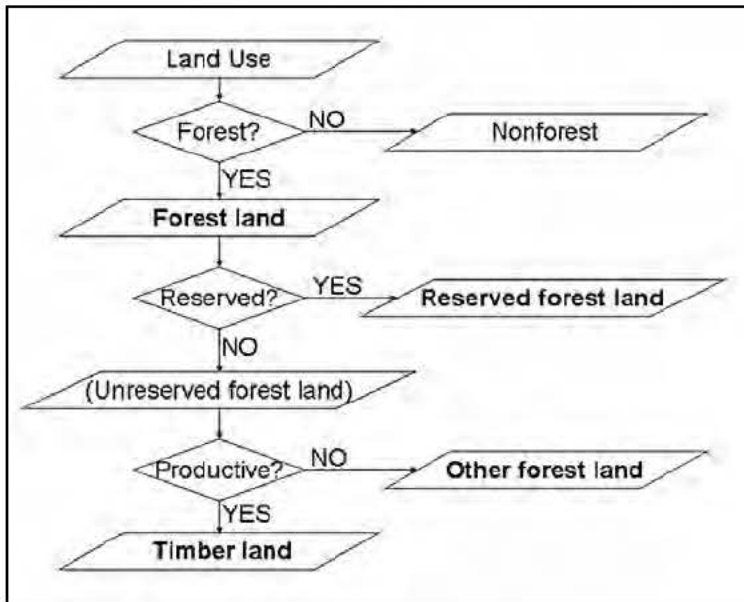 Land Use
Forest?
NO
Nonforest
YES
Forest land
Reserved?
YES
Reserved forest land
NO
(Unreserved forest land)
Productive?
NO
Other forest land
YES
Timber land